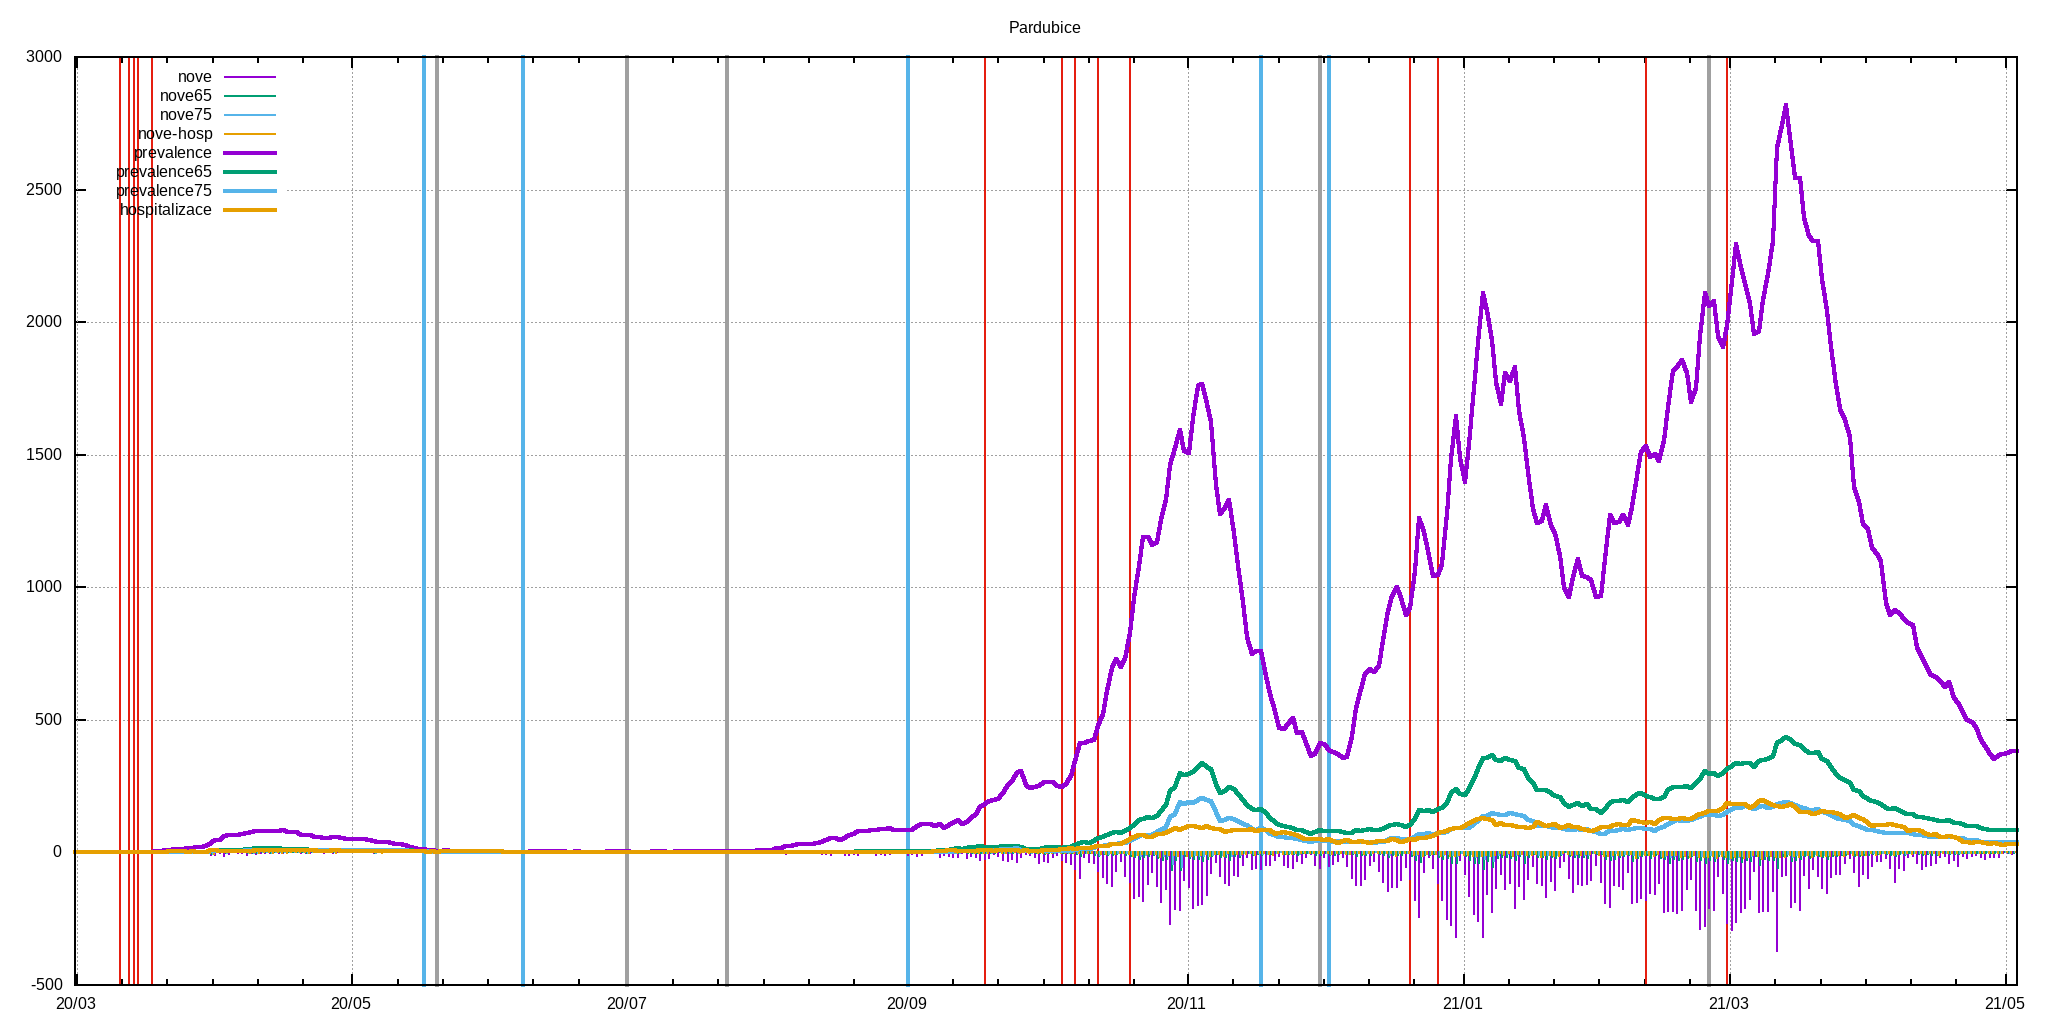 Pardubice
3000
2500
2000
1500
1000
500
0
-500
nove
nove65
nove75
nove-hosp
prevalence
prevalence65
prevalence75
hospitalizace
20/03 20/05 20/07 20/09 20/11 21/01 21/03 21/05